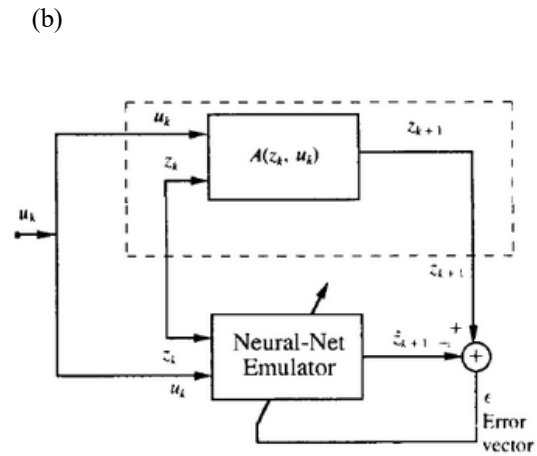 (b)
u_k
z_{k+1}
z_k
A(z_k, u_k)
u_k
z_{k+1}
+
Neural-Net
Emulator
ẑ_{k+1}
−
+
z_k
u_k
ϵ
Error
vector